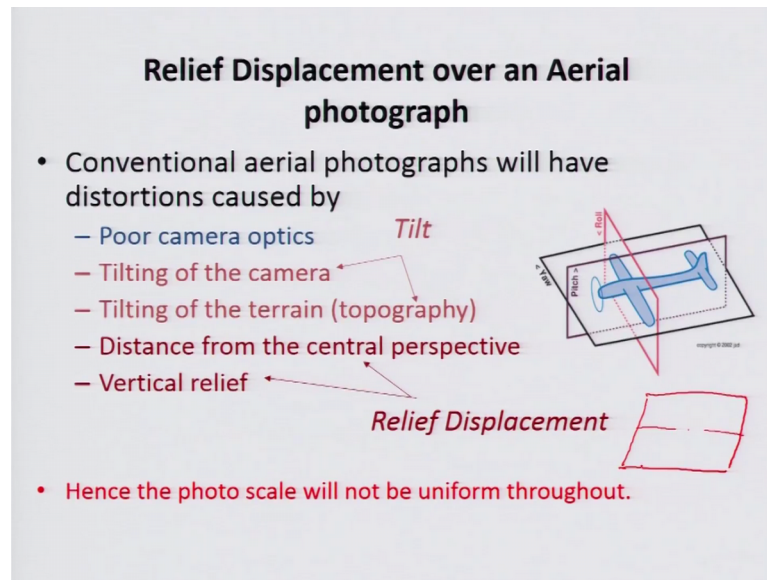 Relief Displacement over an Aerial
photograph
• Conventional aerial photographs will have
distortions caused by
– Poor camera optics
Tilt
– Tilting of the camera
– Tilting of the terrain (topography)
– Distance from the central perspective
– Vertical relief
Relief Displacement
• Hence the photo scale will not be uniform throughout.
< Roll
< Yaw
Pitch >
copyright © 2002